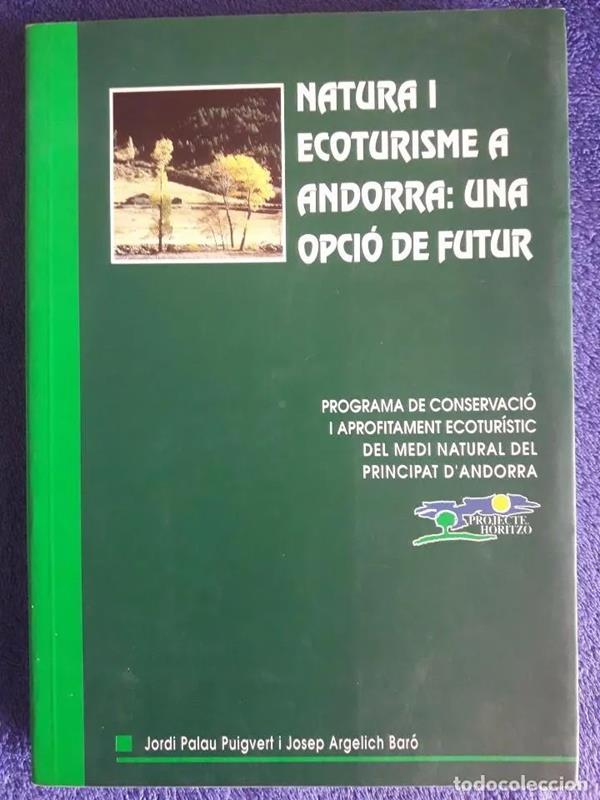 NATURA I
ECOTURISME A
ANDORRA: UNA
OPCIÓ DE FUTUR
PROGRAMA DE CONSERVACIÓ
I APROFITAMENT ECOTURÍSTIC
DEL MEDI NATURAL DEL
PRINCIPAT D'ANDORRA
PROJECTE
HORITZO
Jordi Palau Puigvert i Josep Argelich Baró
todocoleccion